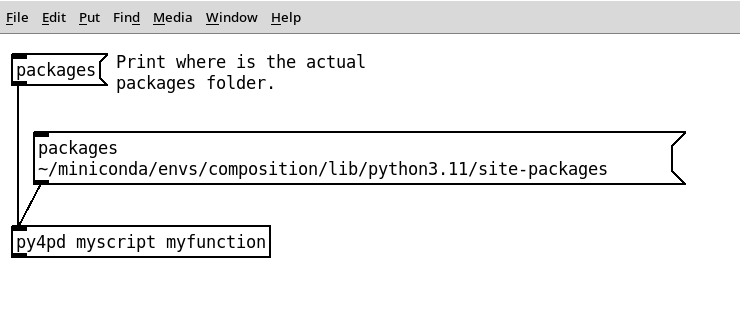 File Edit Put Find Media Window Help
packages
Print where is the actual
packages folder.
packages
~/miniconda/envs/composition/lib/python3.11/site-packages
py4pd myscript myfunction